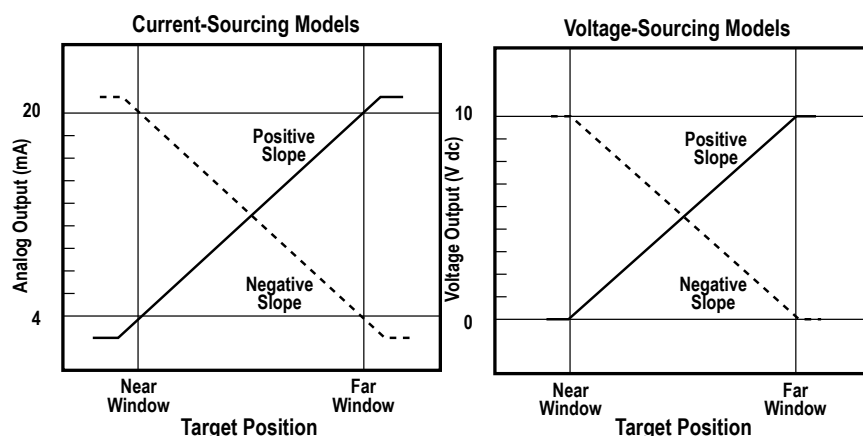 Current-Sourcing Models
Analog Output (mA)
20
4
Positive
Slope
Negative
Slope
Near
Window
Far
Window
Target Position
Voltage-Sourcing Models
Voltage Output (V dc)
10
0
Positive
Slope
Negative
Slope
Near
Window
Far
Window
Target Position